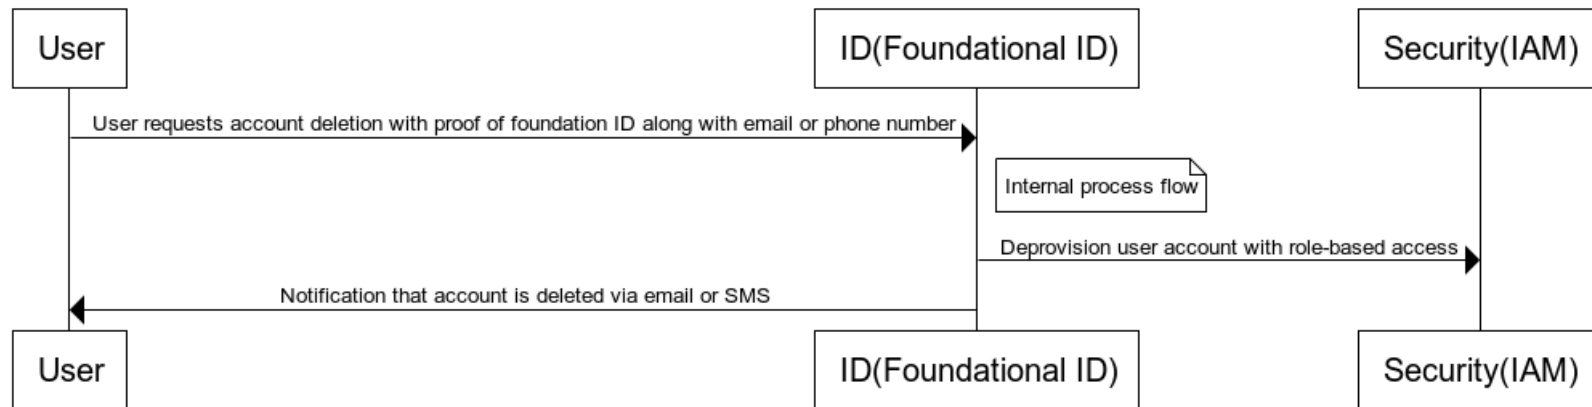 User
ID(Foundational ID)
Security(IAM)
User requests account deletion with proof of foundation ID along with email or phone number
Internal process flow
Deprovision user account with role-based access
Notification that account is deleted via email or SMS
User
ID(Foundational ID)
Security(IAM)